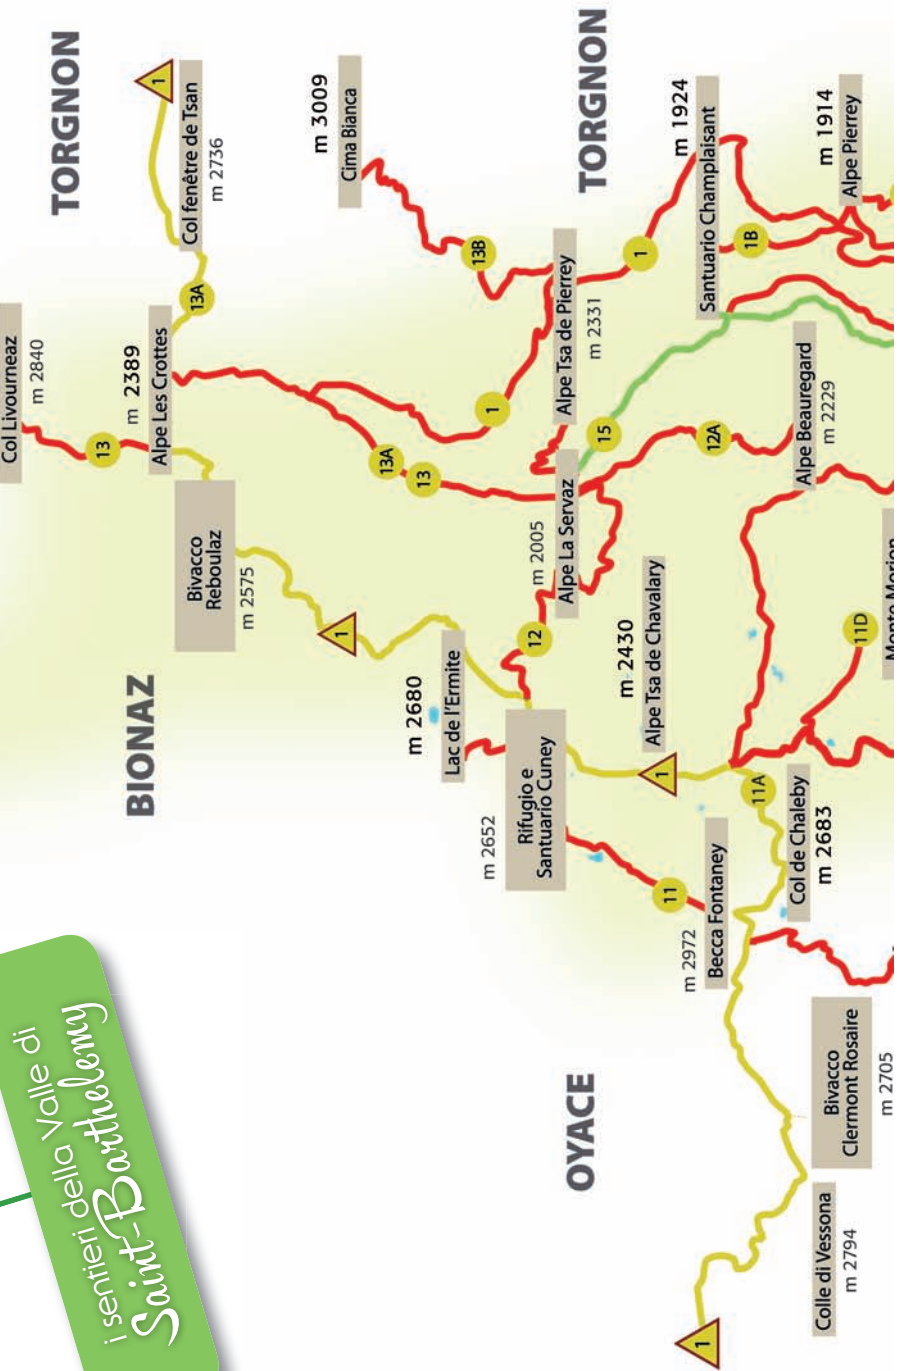 i sentieri della Valle di
Saint-Barthelemy
OYACE
BIONAZ
TORGNON
TORGNON
1
Colle di Vessona
m 2794
Bivacco
Clermont Rosaire
m 2705
m 2972
Becca Fontaney
Col de Chaleby
m 2683
11
11A
1
m 2652
Rifugio e
Santuario Cuney
m 2680
Lac de l'Ermite
m 2430
Alpe Tsa de Chavalary
11D
12
1
Bivacco
Reboulaz
m 2575
m 2005
Alpe La Servaz
13
13A
15
12A
Alpe Beauregard
m 2229
Col Livourneaz
m 2840
13
m 2389
Alpe Les Crottes
13A
Col fenêtre de Tsan
m 2736
1
1
Alpe Tsa de Pierrey
m 2331
13B
m 3009
Cima Bianca
1
m 1924
Santuario Champlaisant
1B
m 1914
Alpe Pierrey